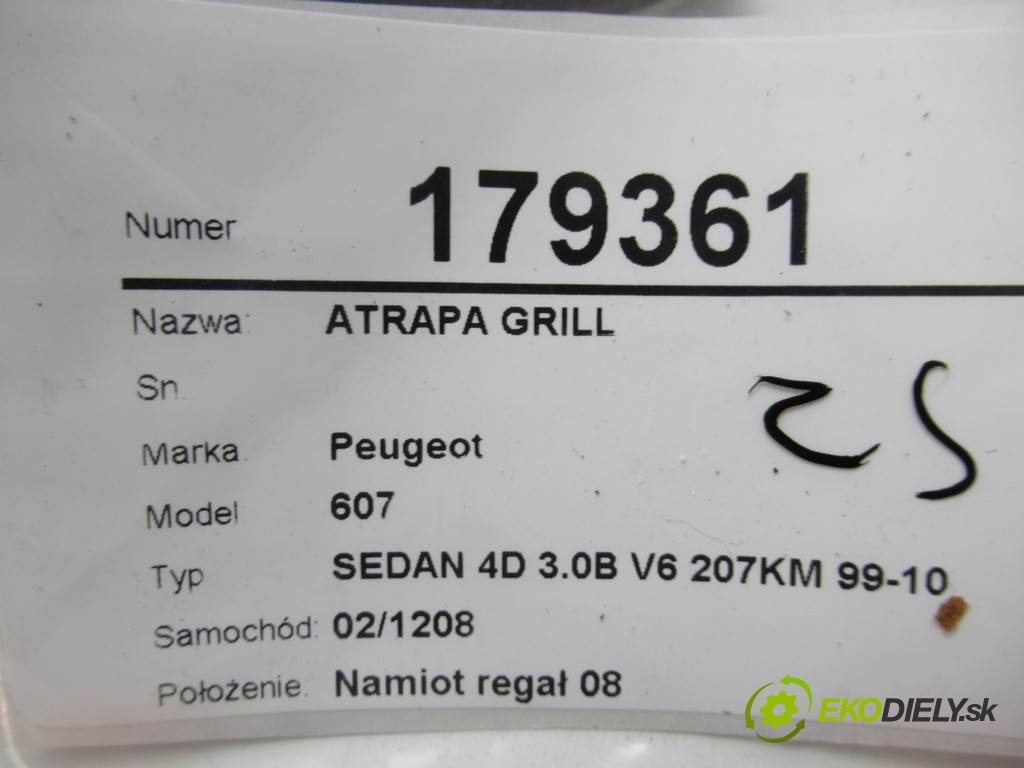 Numer 179361
Nazwa: ATRAPA GRILL
Sn.
Marka. Peugeot
Model 607
Typ SEDAN 4D 3.0B V6 207KM 99-10
Samochód: 02/1208
Położenie. Namiot regał 08
EKODIELY.sk